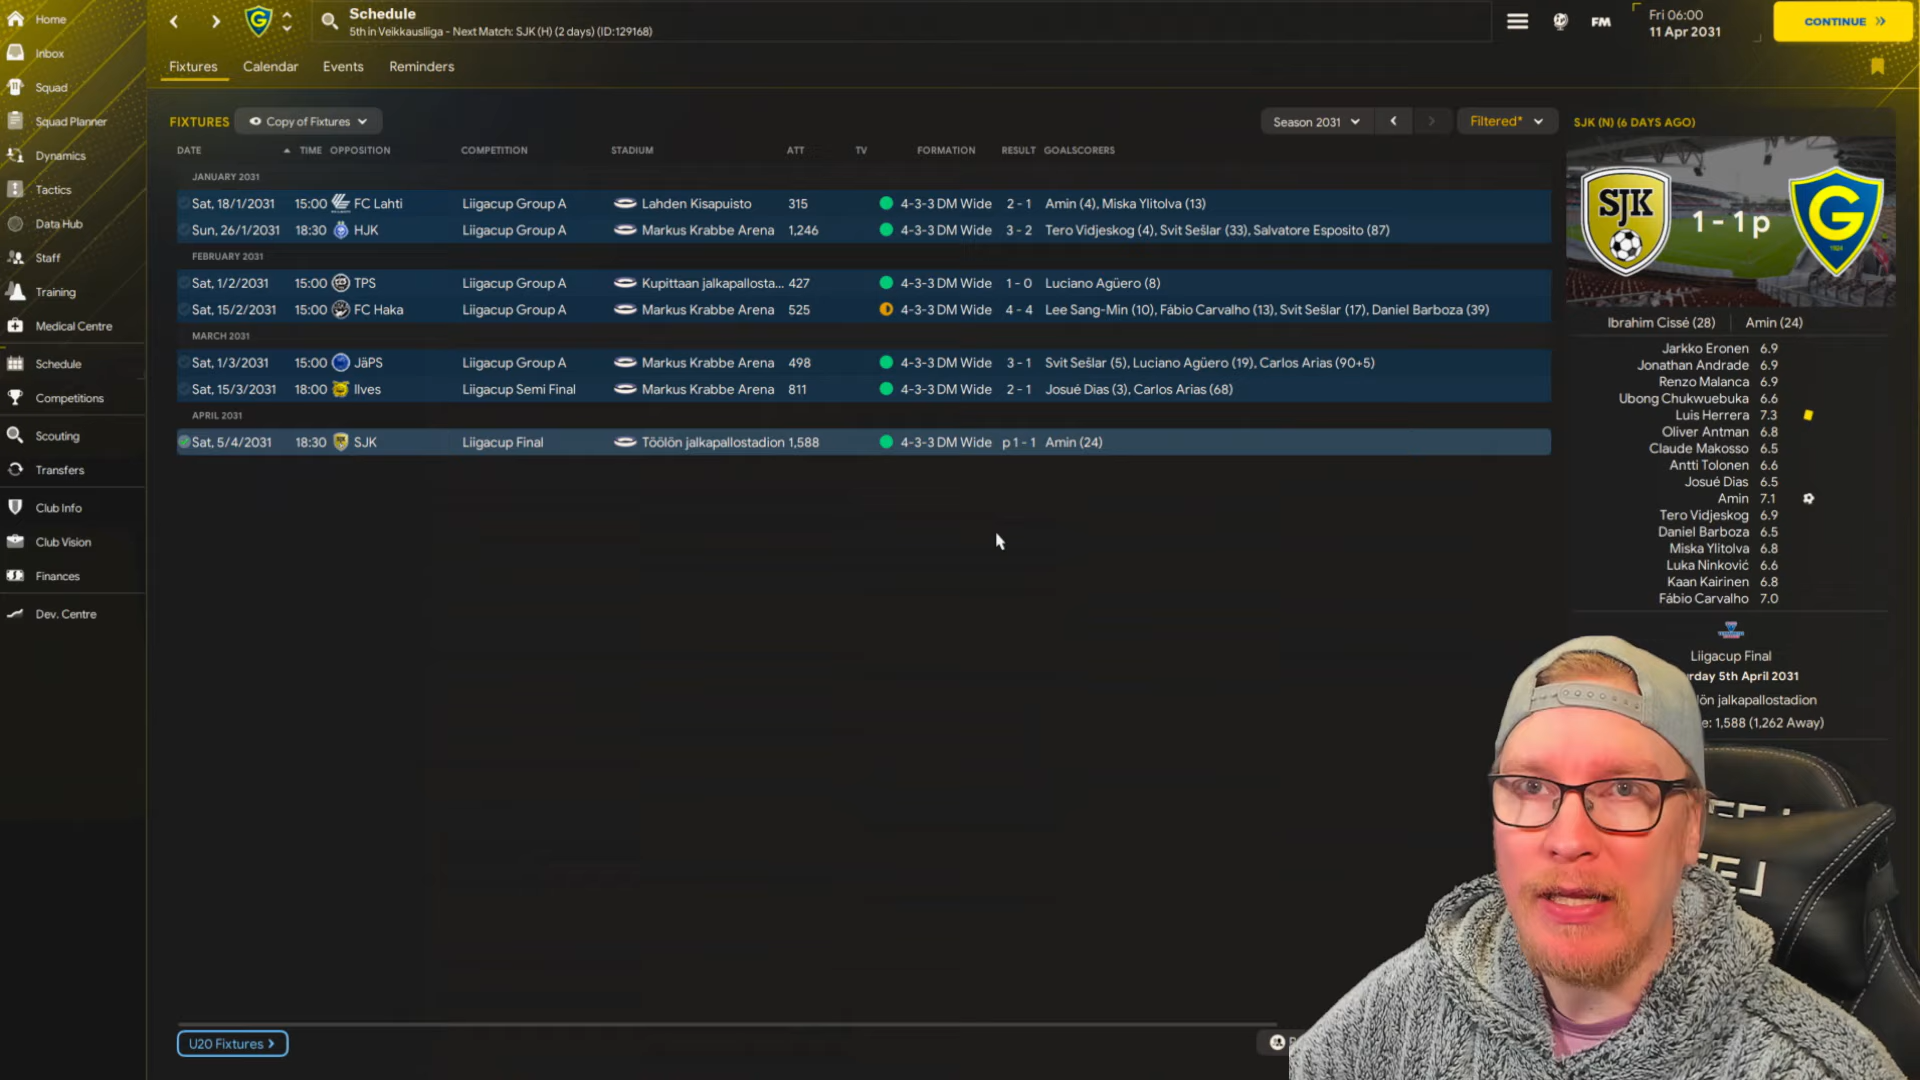 Home
Inbox
Squad
Squad Planner
Dynamics
Tactics
Data Hub
Staff
Training
Medical Centre
Schedule
Competitions
Scouting
Transfers
Club Info
Club Vision
Finances
Dev. Centre
G
Schedule
5th in Veikkausliiga - Next Match: SJK (H) (2 days) (ID:129168)
FM
Fri 06:00
11 Apr 2031
CONTINUE
Fixtures Calendar Events Reminders
FIXTURES Copy of Fixtures Season 2031 Filtered*
DATE TIME OPPOSITION COMPETITION STADIUM ATT TV FORMATION RESULT GOALSCORERS
JANUARY 2031
Sat, 18/1/2031 15:00 FC Lahti Liigacup Group A Lahden Kisapuisto 315 4-3-3 DM Wide 2 - 1 Amin (4), Miska Ylitolva (13)
Sun, 26/1/2031 18:30 HJK Liigacup Group A Markus Krabbe Arena 1,246 4-3-3 DM Wide 3 - 2 Tero Vidjeskog (4), Svit Sešlar (33), Salvatore Esposito (87)
FEBRUARY 2031
Sat, 1/2/2031 15:00 TPS Liigacup Group A Kupittaan jalkapallosta... 427 4-3-3 DM Wide 1 - 0 Luciano Agüero (8)
Sat, 15/2/2031 15:00 FC Haka Liigacup Group A Markus Krabbe Arena 525 4-3-3 DM Wide 4 - 4 Lee Sang-Min (10), Fábio Carvalho (13), Svit Sešlar (17), Daniel Barboza (39)
MARCH 2031
Sat, 1/3/2031 15:00 JäPS Liigacup Group A Markus Krabbe Arena 498 4-3-3 DM Wide 3 - 1 Svit Sešlar (5), Luciano Agüero (19), Carlos Arias (90+5)
Sat, 15/3/2031 18:00 Ilves Liigacup Semi Final Markus Krabbe Arena 811 4-3-3 DM Wide 2 - 1 Josué Dias (3), Carlos Arias (68)
APRIL 2031
Sat, 5/4/2031 18:30 SJK Liigacup Final Töölön jalkapallostadion 1,588 4-3-3 DM Wide p 1 - 1 Amin (24)
U20 Fixtures
SJK (N) (6 DAYS AGO)
SJK 1 - 1 p G
Ibrahim Cissé (28) Amin (24)
Jarkko Eronen 6.9
Jonathan Andrade 6.9
Renzo Malanca 6.9
Ubong Chukwuebuka 6.6
Luis Herrera 7.3
Oliver Antman 6.8
Claude Makosso 6.5
Antti Tolonen 6.6
Josué Dias 6.5
Amin 7.1
Tero Vidjeskog 6.9
Daniel Barboza 6.5
Miska Ylitolva 6.8
Luka Ninković 6.6
Kaan Kairinen 6.8
Fábio Carvalho 7.0
Liigacup Final
rday 5th April 2031
ön jalkapallostadion
e: 1,588 (1,262 Away)